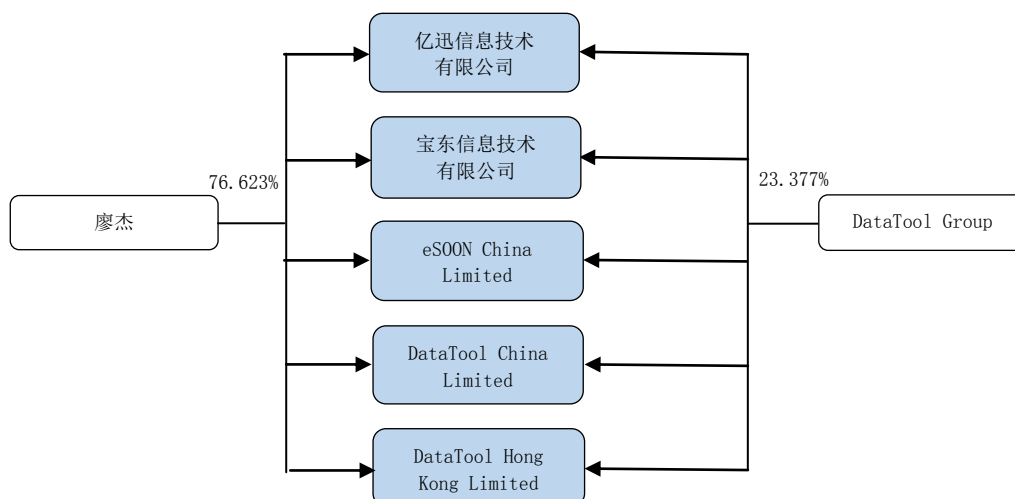 亿迅信息技术
有限公司
宝东信息技术
有限公司
76.623%
23.377%
廖杰
DataTool Group
eSOON China
Limited
DataTool China
Limited
DataTool Hong
Kong Limited